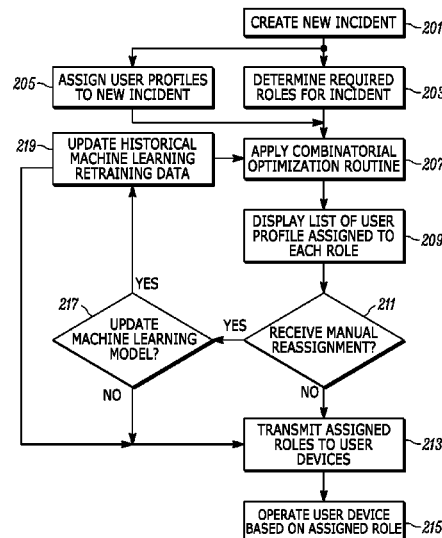 CREATE NEW INCIDENT
201
205
ASSIGN USER PROFILES
TO NEW INCIDENT
DETERMINE REQUIRED
ROLES FOR INCIDENT
203
219
UPDATE HISTORICAL
MACHINE LEARNING
RETRAINING DATA
APPLY COMBINATORIAL
OPTIMIZATION ROUTINE
207
DISPLAY LIST OF USER
PROFILE ASSIGNED TO
EACH ROLE
209
YES
217
UPDATE
MACHINE LEARNING
MODEL?
YES
211
RECEIVE MANUAL
REASSIGNMENT?
NO
NO
TRANSMIT ASSIGNED
ROLES TO USER
DEVICES
213
OPERATE USER DEVICE
BASED ON ASSIGNED ROLE
215